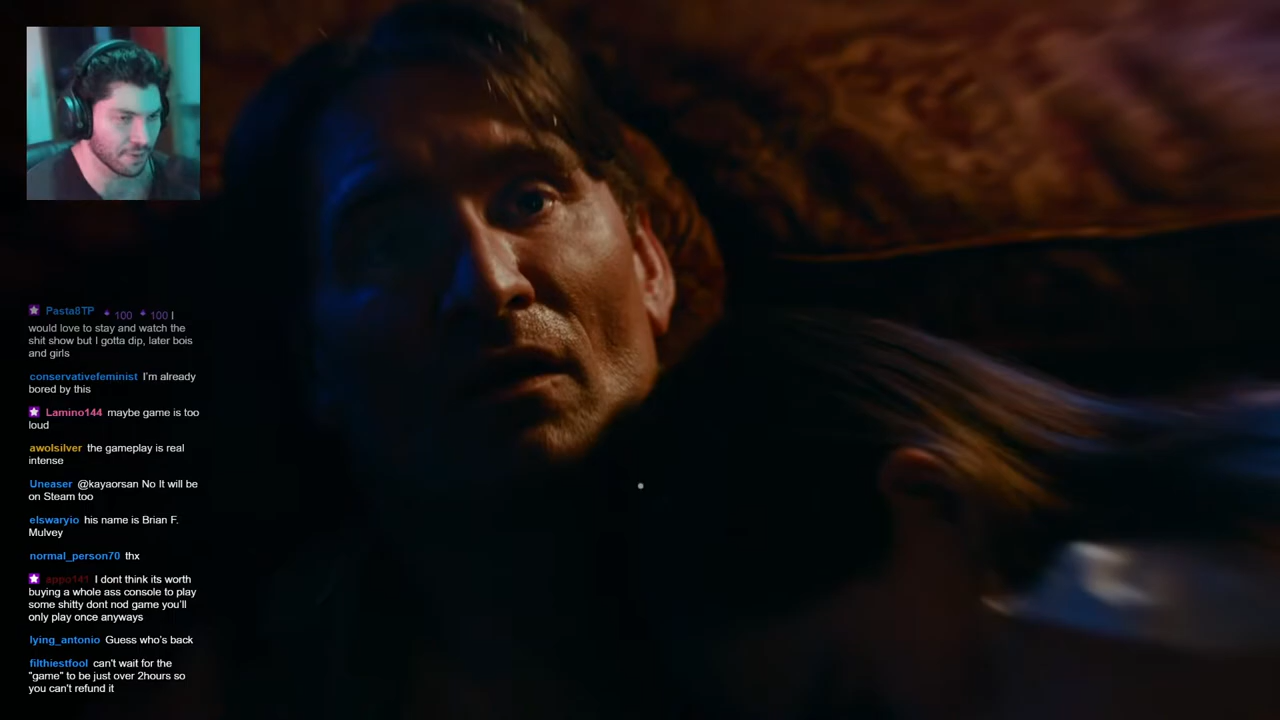 Pasta8TP 100 100 I
would love to stay and watch the
shit show but I gotta dip, later bois
and girls
conservativefeminist I'm already
bored by this
Lamino144 maybe game is too
loud
awolsilver the gameplay is real
intense
Uneaser @kayaorsan No It will be
on Steam too
elswaryio his name is Brian F.
Mulvey
normal_person70 thx
appo141 I dont think its worth
buying a whole ass console to play
some shitty dont nod game you'll
only play once anyways
lying_antonio Guess who's back
filthiestfool can't wait for the
"game" to be just over 2hours so
you can't refund it